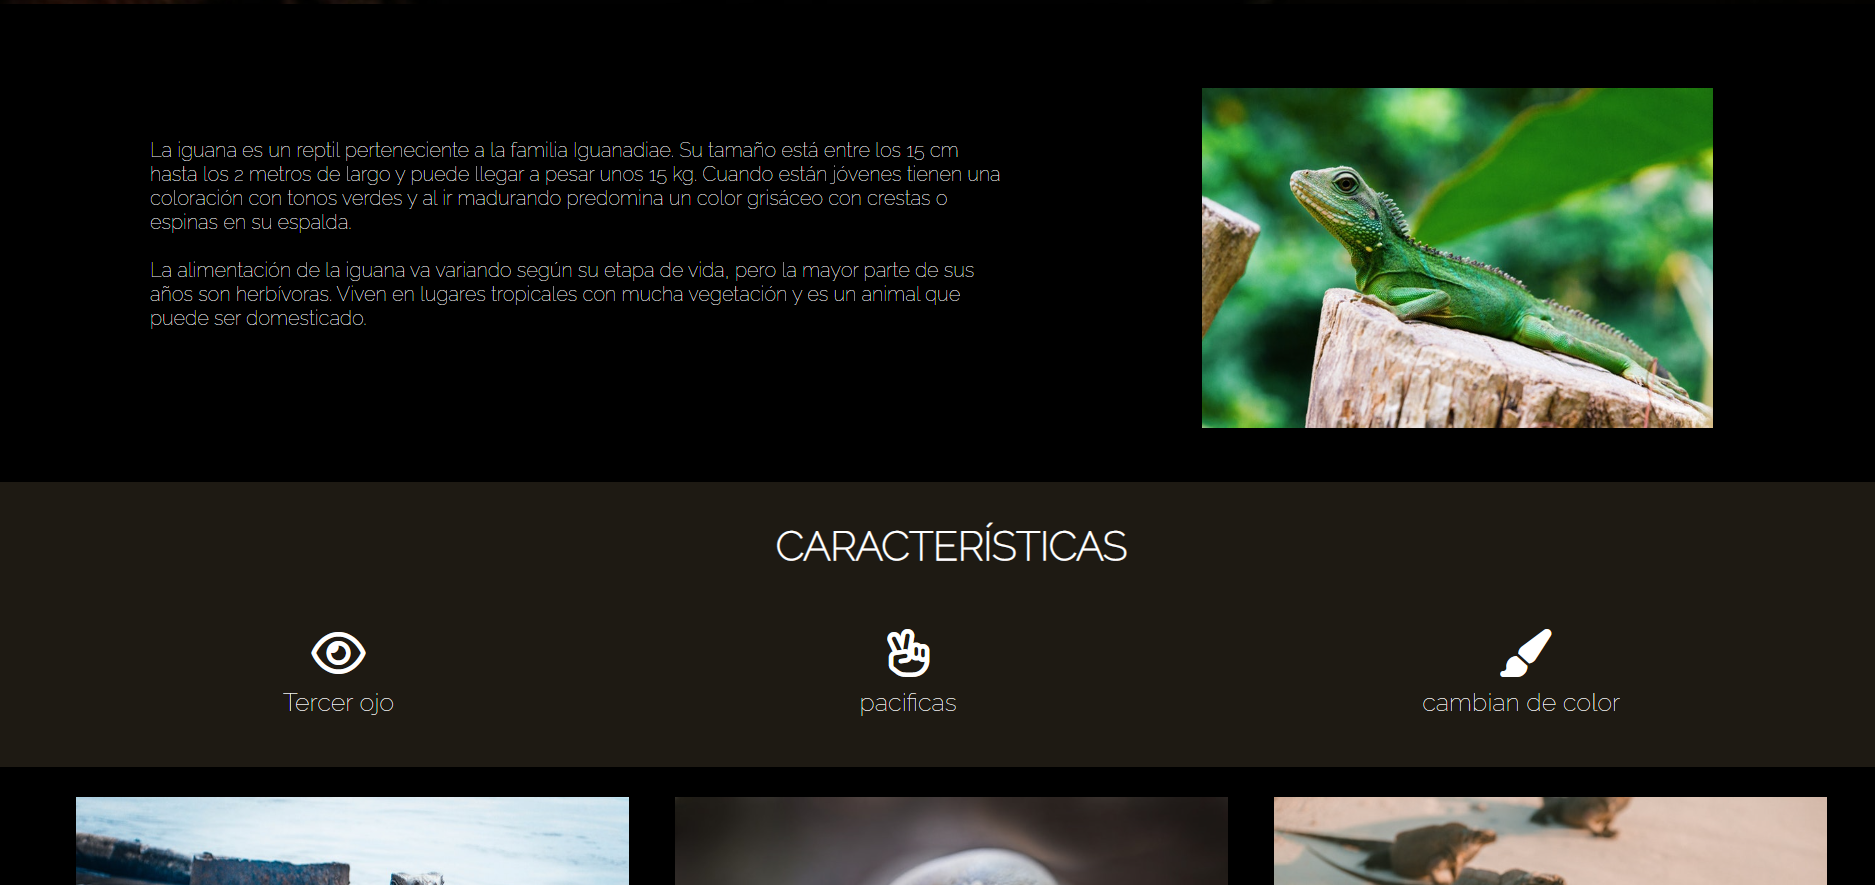 La iguana es un reptil perteneciente a la familia Iguanadiae. Su tamaño está entre los 15 cm
hasta los 2 metros de largo y puede llegar a pesar unos 15 kg. Cuando están jóvenes tienen una
coloración con tonos verdes y al ir madurando predomina un color grisáceo con crestas o
espinas en su espalda.
La alimentación de la iguana va variando según su etapa de vida, pero la mayor parte de sus
años son herbívoras. Viven en lugares tropicales con mucha vegetación y es un animal que
puede ser domesticado.
CARACTERÍSTICAS
Tercer ojo
pacificas
cambian de color